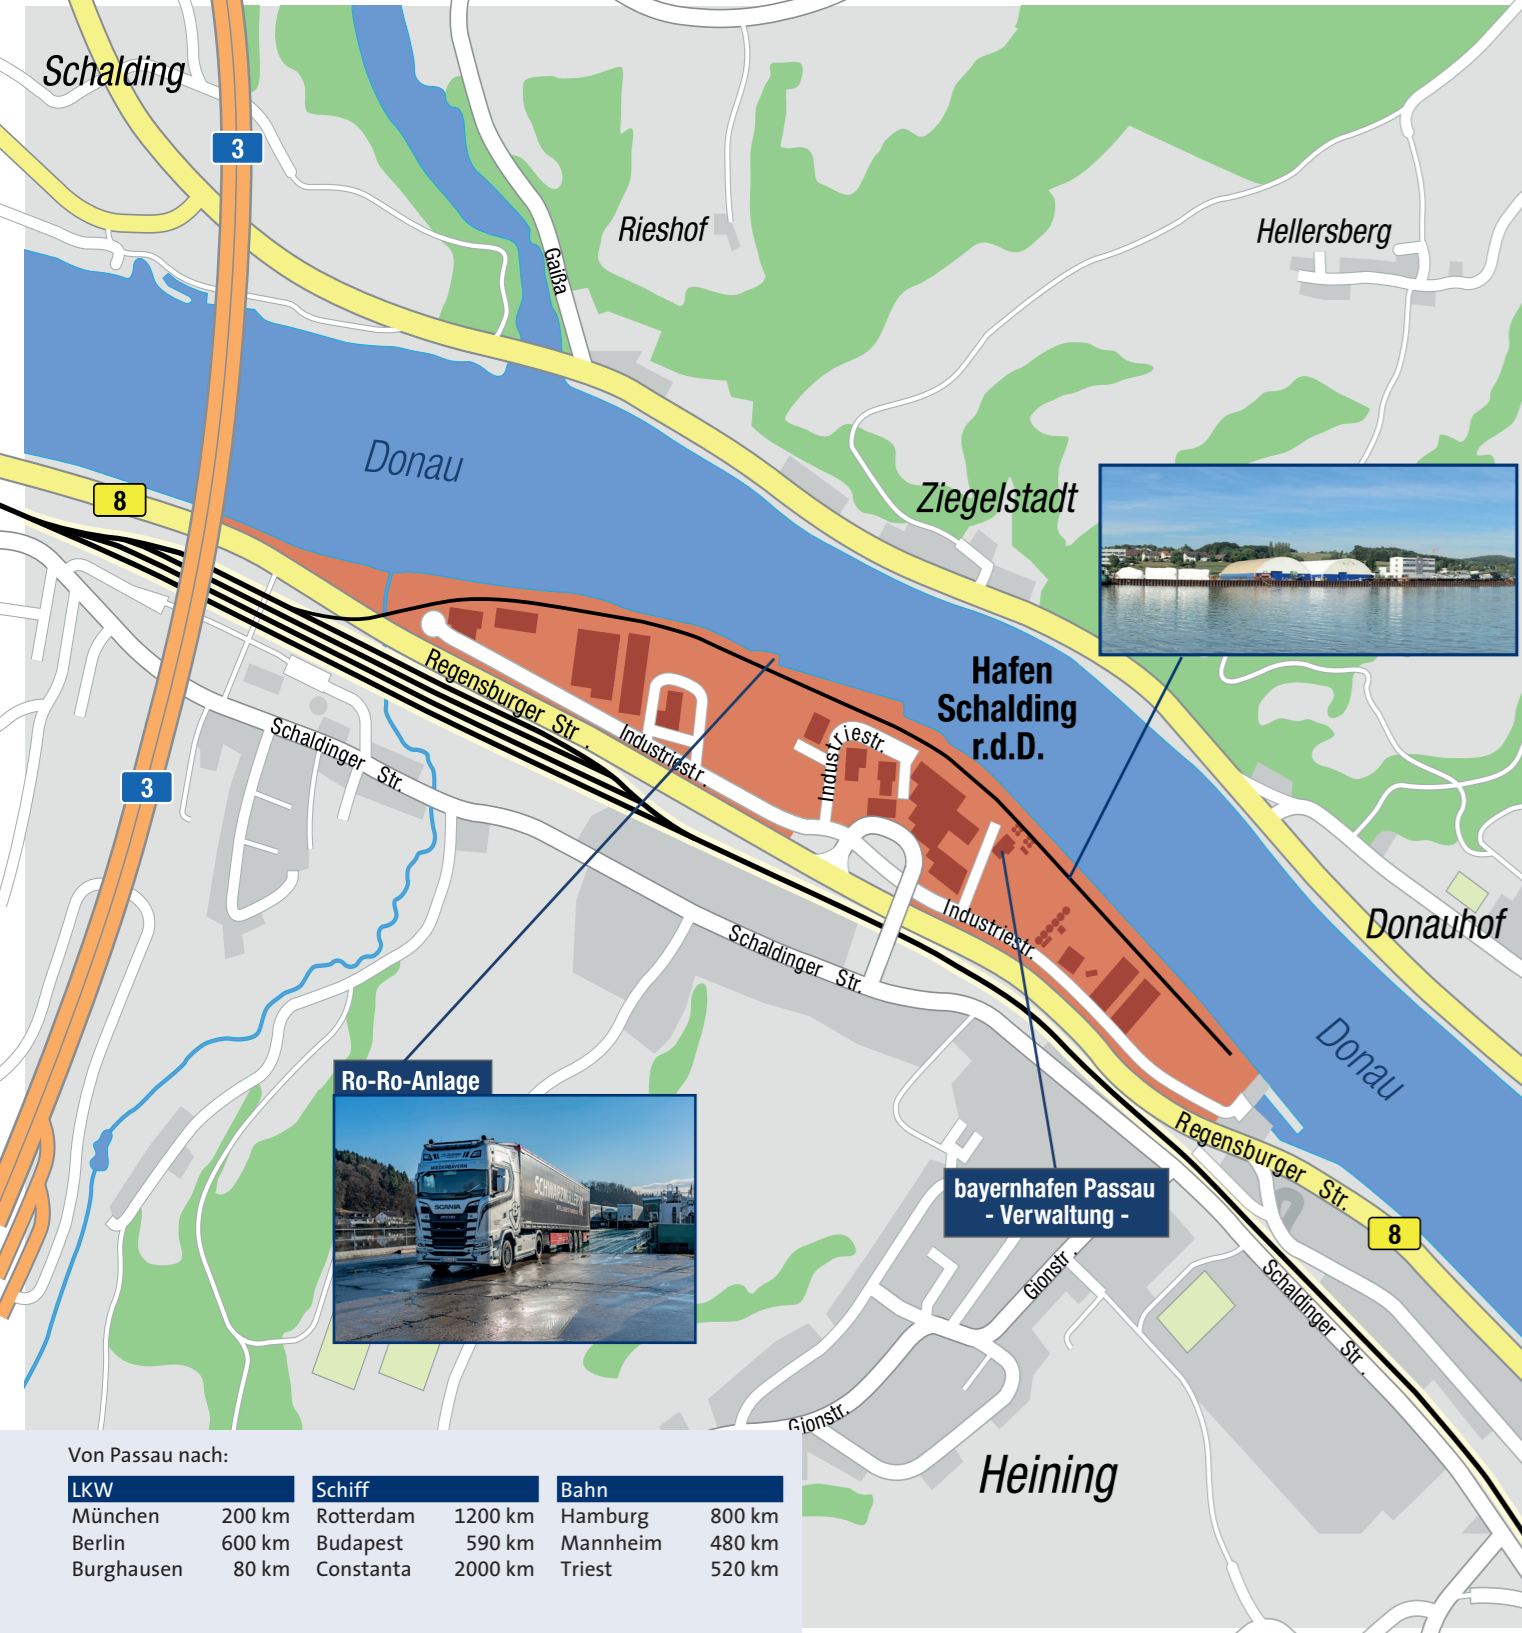 Schalding
3
Rieshof
Gaißa
Hellersberg
Donau
8
Ziegelstadt
Hafen
Schalding
r.d.D.
Regensburger Str.
Industriestr.
Industriestr.
Schaldinger Str.
3
Industriestr.
Donauhof
Schaldinger Str.
Donau
Ro-Ro-Anlage
NIEDERBAYERN
SCANIA
SCHWARZMÜLLER
Regensburger Str.
bayernhafen Passau
- Verwaltung -
8
Gionstr.
Schaldinger Str.
Gionstr.
Heining
Von Passau nach:
LKW Schiff Bahn
München 200 km Rotterdam 1200 km Hamburg 800 km
Berlin 600 km Budapest 590 km Mannheim 480 km
Burghausen 80 km Constanta 2000 km Triest 520 km